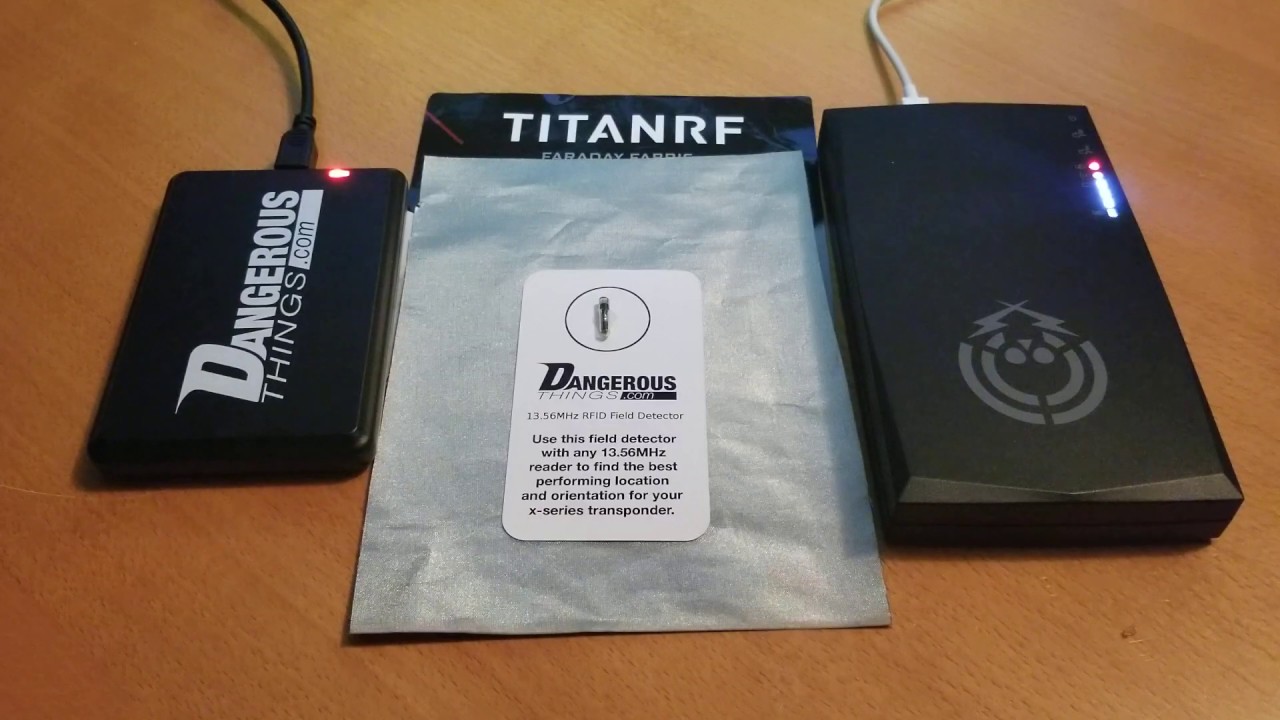 DANGEROUS
THINGS.com
TITANRF
FARADAY FABRIC
DANGEROUS
THINGS.com
13.56MHz RFID Field Detector
Use this field detector
with any 13.56MHz
reader to find the best
performing location
and orientation for your
x-series transponder.